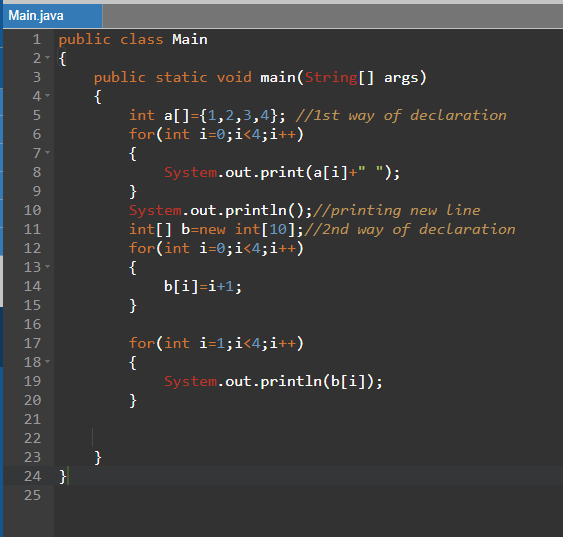 Main.java
1 public class Main
2 {
3     public static void main(String[] args)
4     {
5         int a[]={1,2,3,4}; //1st way of declaration
6         for(int i=0;i<4;i++)
7         {
8             System.out.print(a[i]+" ");
9         }
10         System.out.println();//printing new line
11         int[] b=new int[10];//2nd way of declaration
12         for(int i=0;i<4;i++)
13         {
14             b[i]=i+1;
15         }
16
17         for(int i=1;i<4;i++)
18         {
19             System.out.println(b[i]);
20         }
21
22
23     }
24 }
25